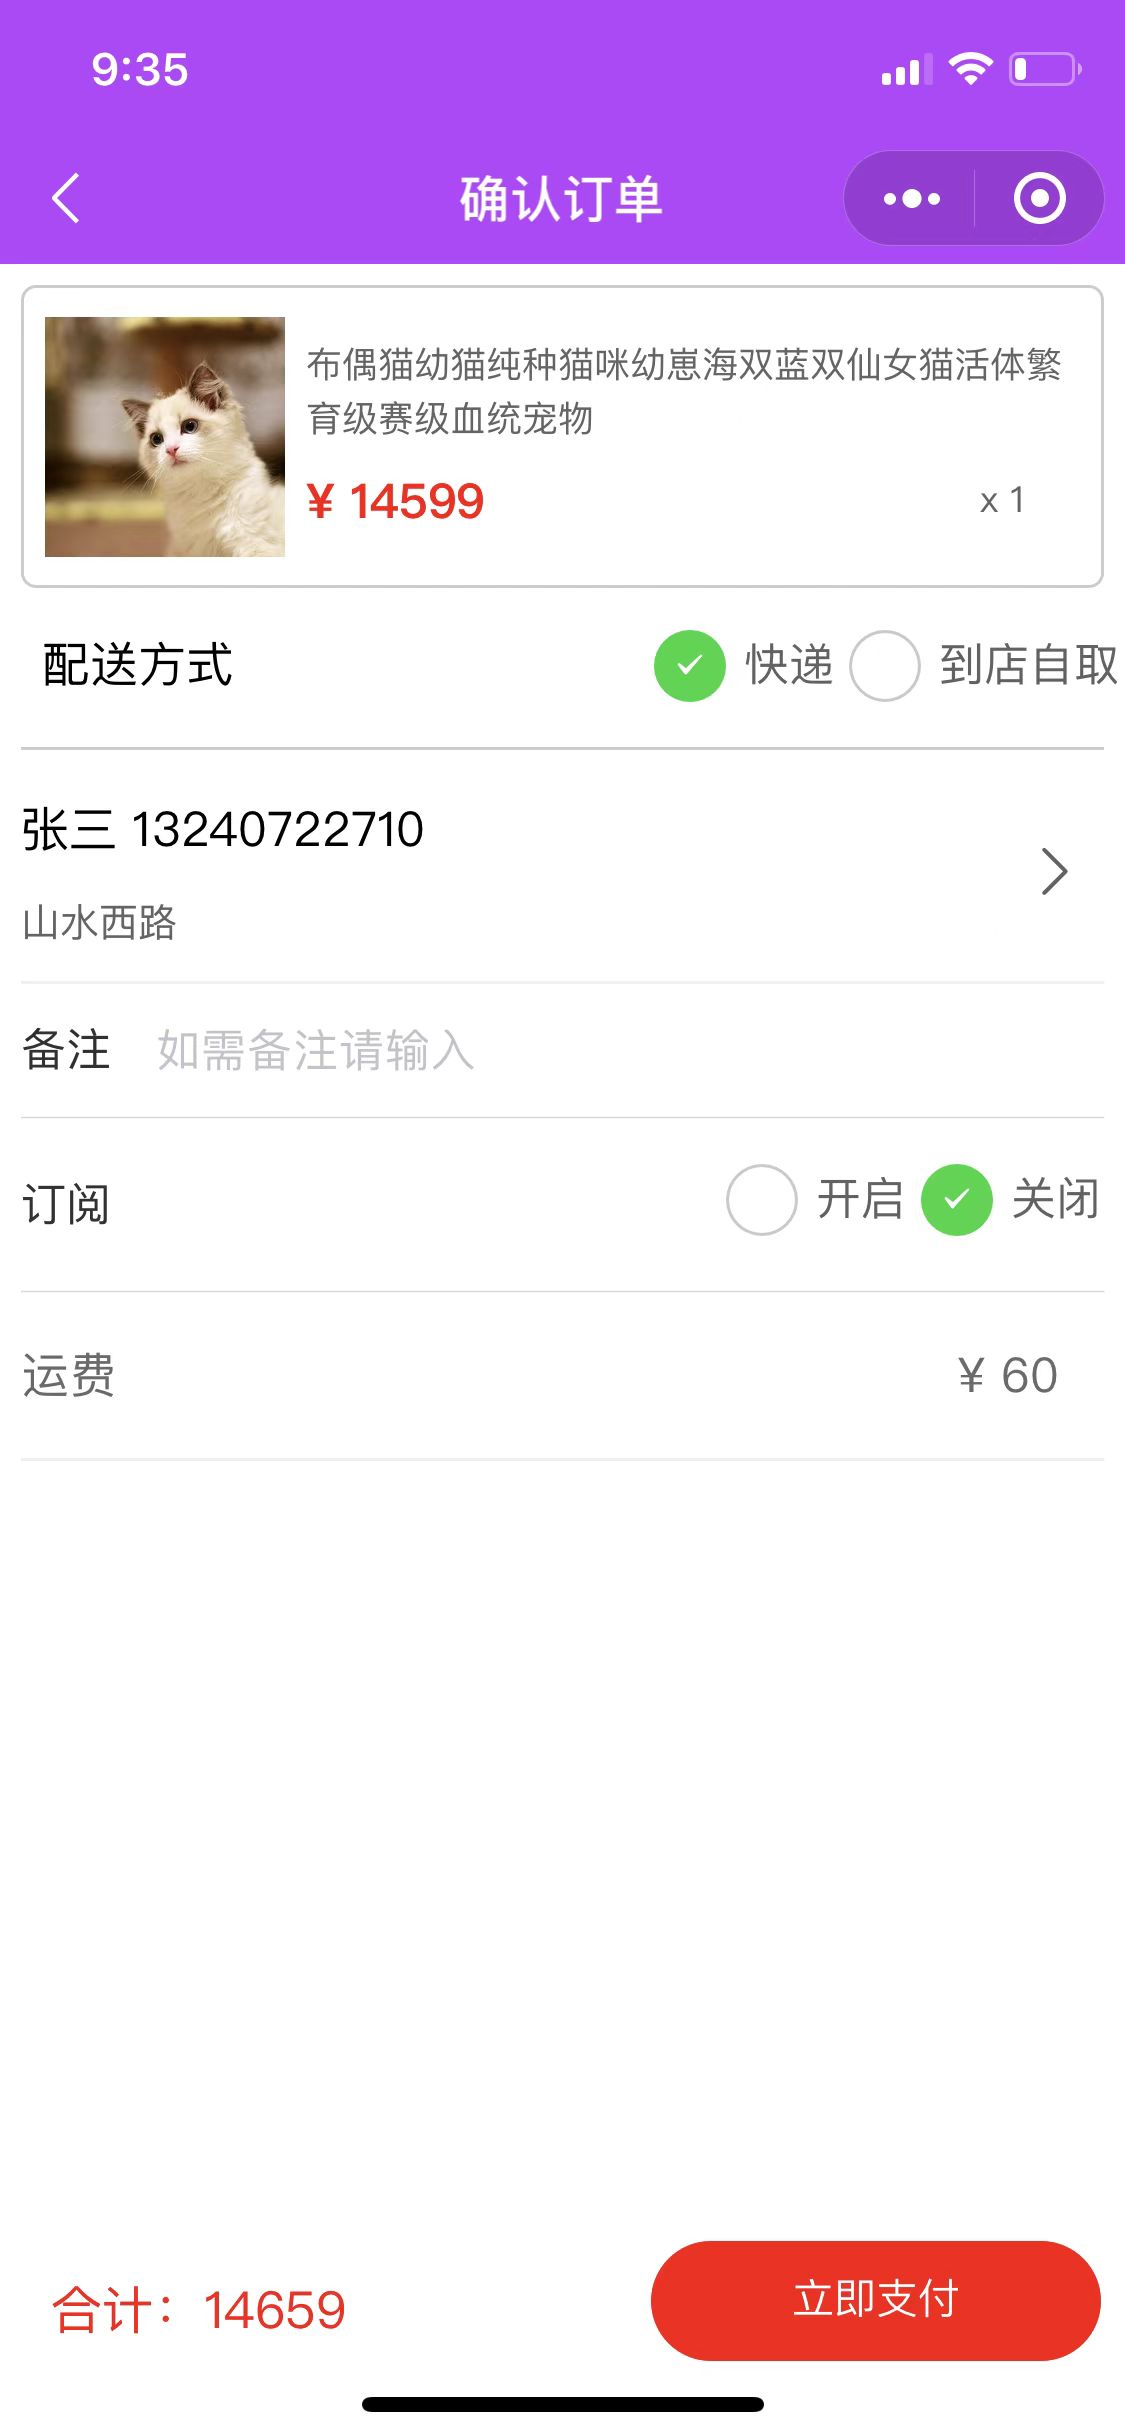 9:35
确认订单
布偶猫幼猫纯种猫咪幼崽海双蓝双仙女猫活体繁
育级赛级血统宠物
¥ 14599
x 1
配送方式
快递
到店自取
张三 13240722710
山水西路
备注 如需备注请输入
订阅
开启
关闭
运费
¥ 60
合计：14659
立即支付